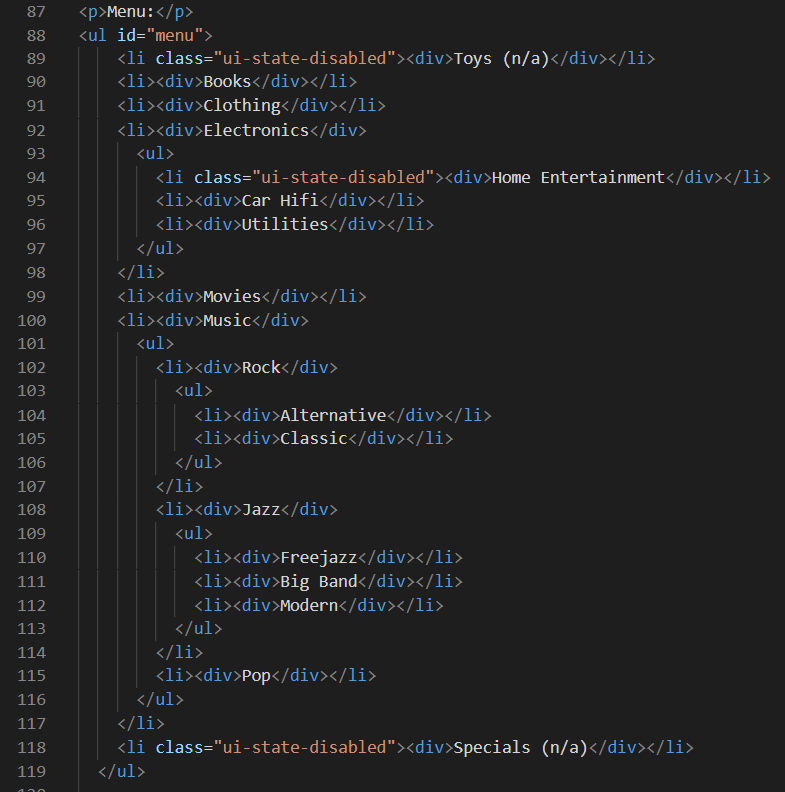 87 <p>Menu:</p>
88 <ul id="menu">
89     <li class="ui-state-disabled"><div>Toys (n/a)</div></li>
90     <li><div>Books</div></li>
91     <li><div>Clothing</div></li>
92     <li><div>Electronics</div>
93       <ul>
94         <li class="ui-state-disabled"><div>Home Entertainment</div></li>
95         <li><div>Car Hifi</div></li>
96         <li><div>Utilities</div></li>
97       </ul>
98     </li>
99     <li><div>Movies</div></li>
100     <li><div>Music</div>
101       <ul>
102         <li><div>Rock</div>
103           <ul>
104             <li><div>Alternative</div></li>
105             <li><div>Classic</div></li>
106           </ul>
107         </li>
108         <li><div>Jazz</div>
109           <ul>
110             <li><div>Freejazz</div></li>
111             <li><div>Big Band</div></li>
112             <li><div>Modern</div></li>
113           </ul>
114         </li>
115         <li><div>Pop</div></li>
116       </ul>
117     </li>
118     <li class="ui-state-disabled"><div>Specials (n/a)</div></li>
119   </ul>